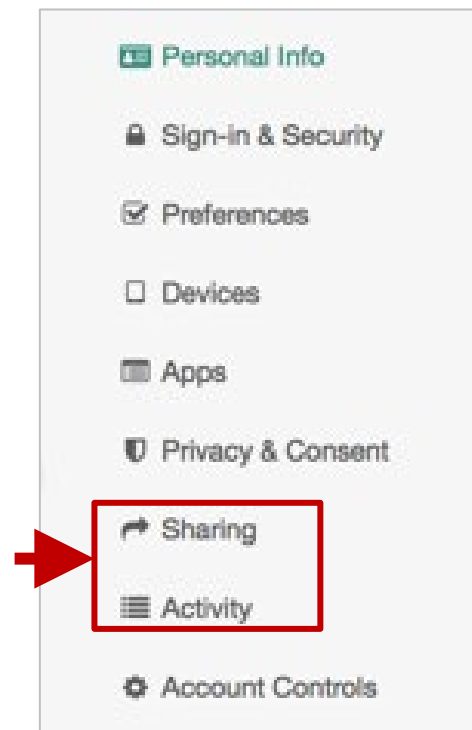 Personal Info
Sign-in & Security
Preferences
Devices
Apps
Privacy & Consent
Sharing
Activity
Account Controls